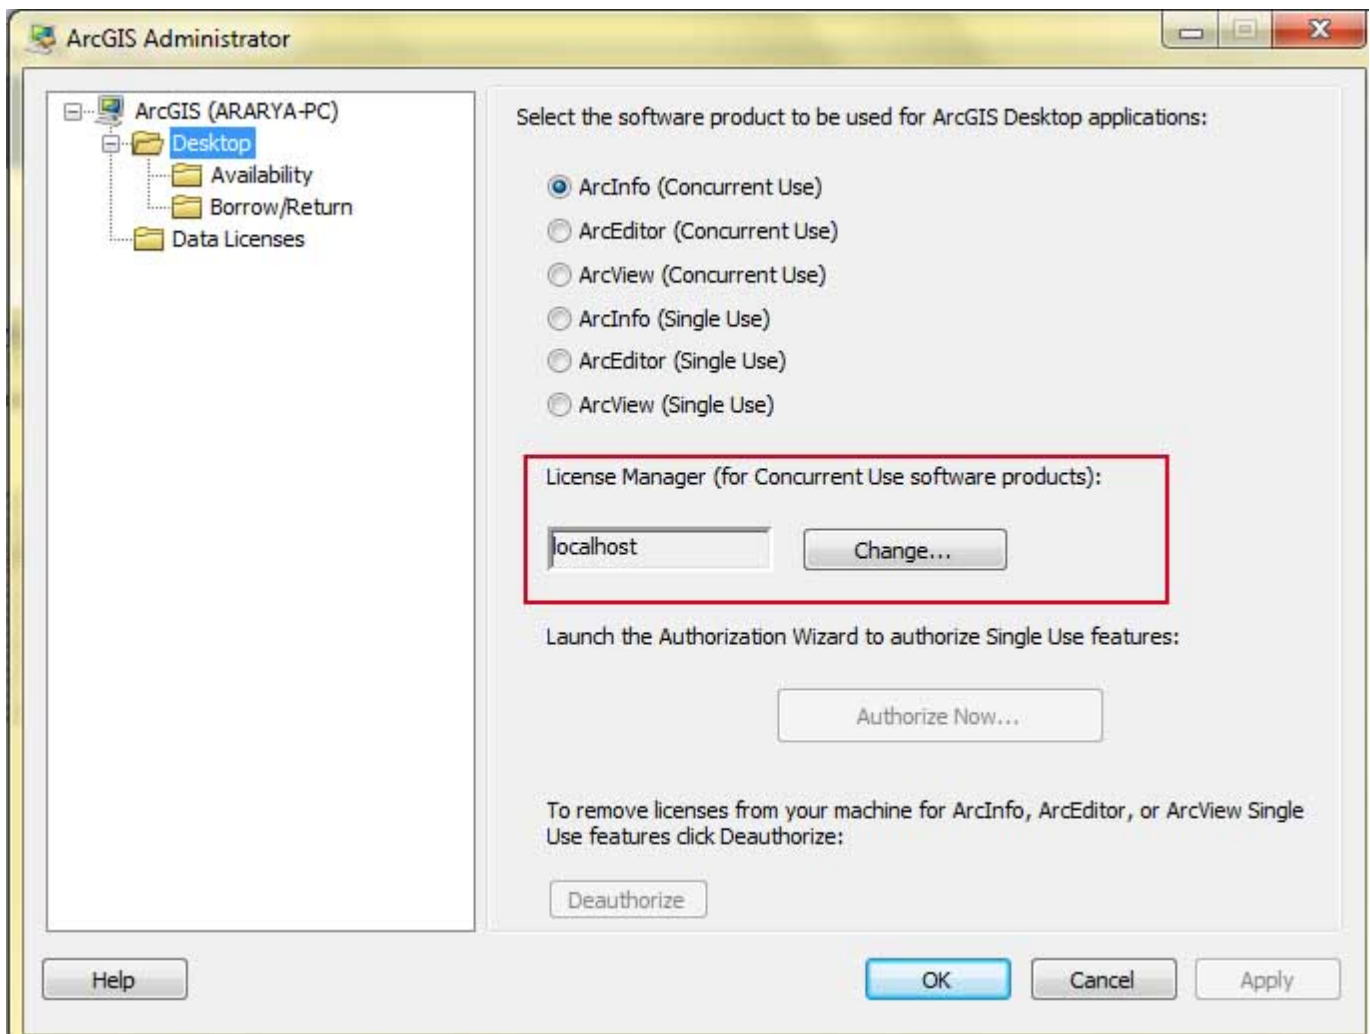 ArcGIS Administrator
ArcGIS (ARARYA-PC)
Desktop
Availability
Borrow/Return
Data Licenses
Select the software product to be used for ArcGIS Desktop applications:
ArcInfo (Concurrent Use)
ArcEditor (Concurrent Use)
ArcView (Concurrent Use)
ArcInfo (Single Use)
ArcEditor (Single Use)
ArcView (Single Use)
License Manager (for Concurrent Use software products):
localhost
Change...
Launch the Authorization Wizard to authorize Single Use features:
Authorize Now...
To remove licenses from your machine for ArcInfo, ArcEditor, or ArcView Single
Use features click Deauthorize:
Deauthorize
Help
OK
Cancel
Apply